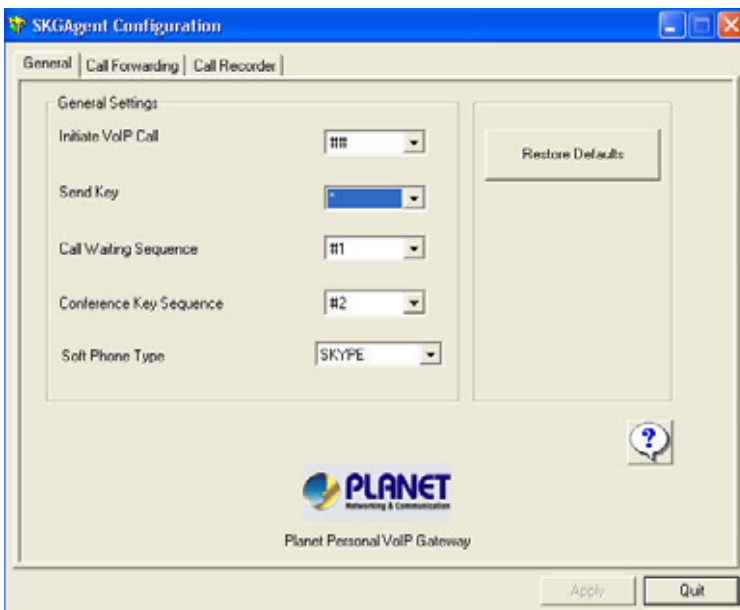 SKGAgent Configuration
General
Call Forwarding
Call Recorder
General Settings
Initiate VoIP Call
##
Restore Defaults
Send Key
*
Call Waiting Sequence
#1
Conference Key Sequence
#2
Soft Phone Type
SKYPE
?
PLANET
Networking & Communication
Planet Personal VoIP Gateway
Apply
Quit